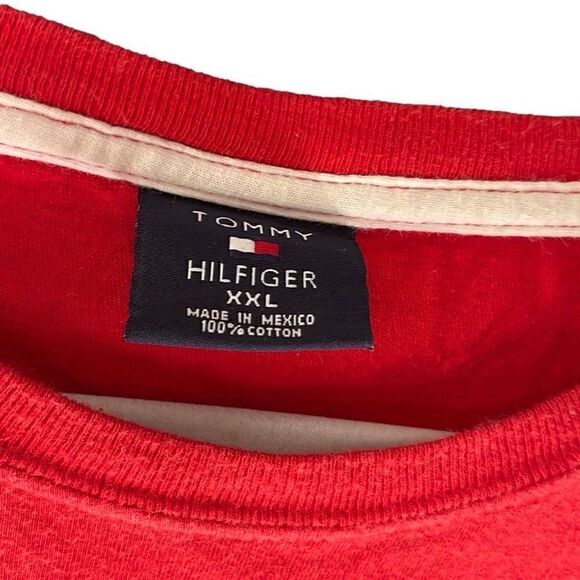 TOMMY
HILFIGER
XXL
MADE IN MEXICO
100% COTTON